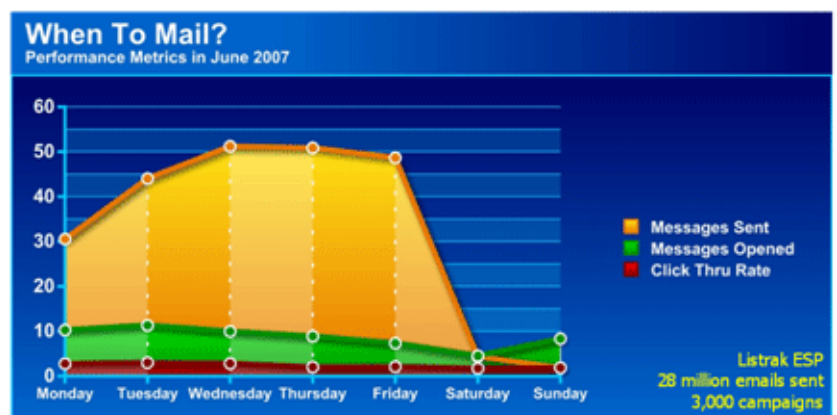 When To Mail?
Performance Metrics in June 2007
60
50
40
30
20
10
0
Monday Tuesday Wednesday Thursday Friday Saturday Sunday
Messages Sent
Messages Opened
Click Thru Rate
Listrak ESP
28 million emails sent
3,000 campaigns